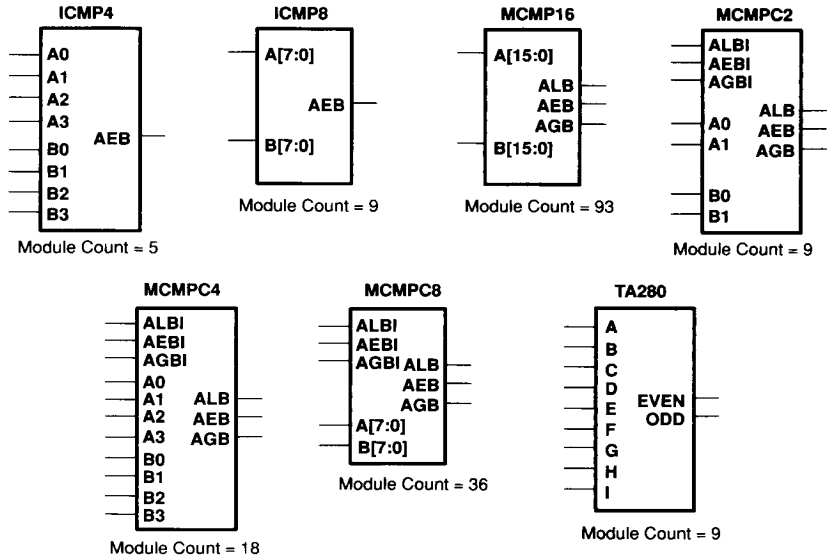 ICMP4
A0
A1
A2
A3
B0
B1
B2
B3
AEB
Module Count = 5
ICMP8
A[7:0]
AEB
B[7:0]
Module Count = 9
MCMP16
A[15:0]
ALB
AEB
AGB
B[15:0]
Module Count = 93
MCMPC2
ALBI
AEBI
AGBI
ALB
A0
AEB
A1
AGB
B0
B1
Module Count = 9
MCMPC4
ALBI
AEBI
AGBI
A0
A1
ALB
A2
AEB
A3
AGB
B0
B1
B2
B3
Module Count = 18
MCMPC8
ALBI
AEBI
AGBI
ALB
AEB
AGB
A[7:0]
B[7:0]
Module Count = 36
TA280
A
B
C
D
E
F
G
H
I
EVEN
ODD
Module Count = 9